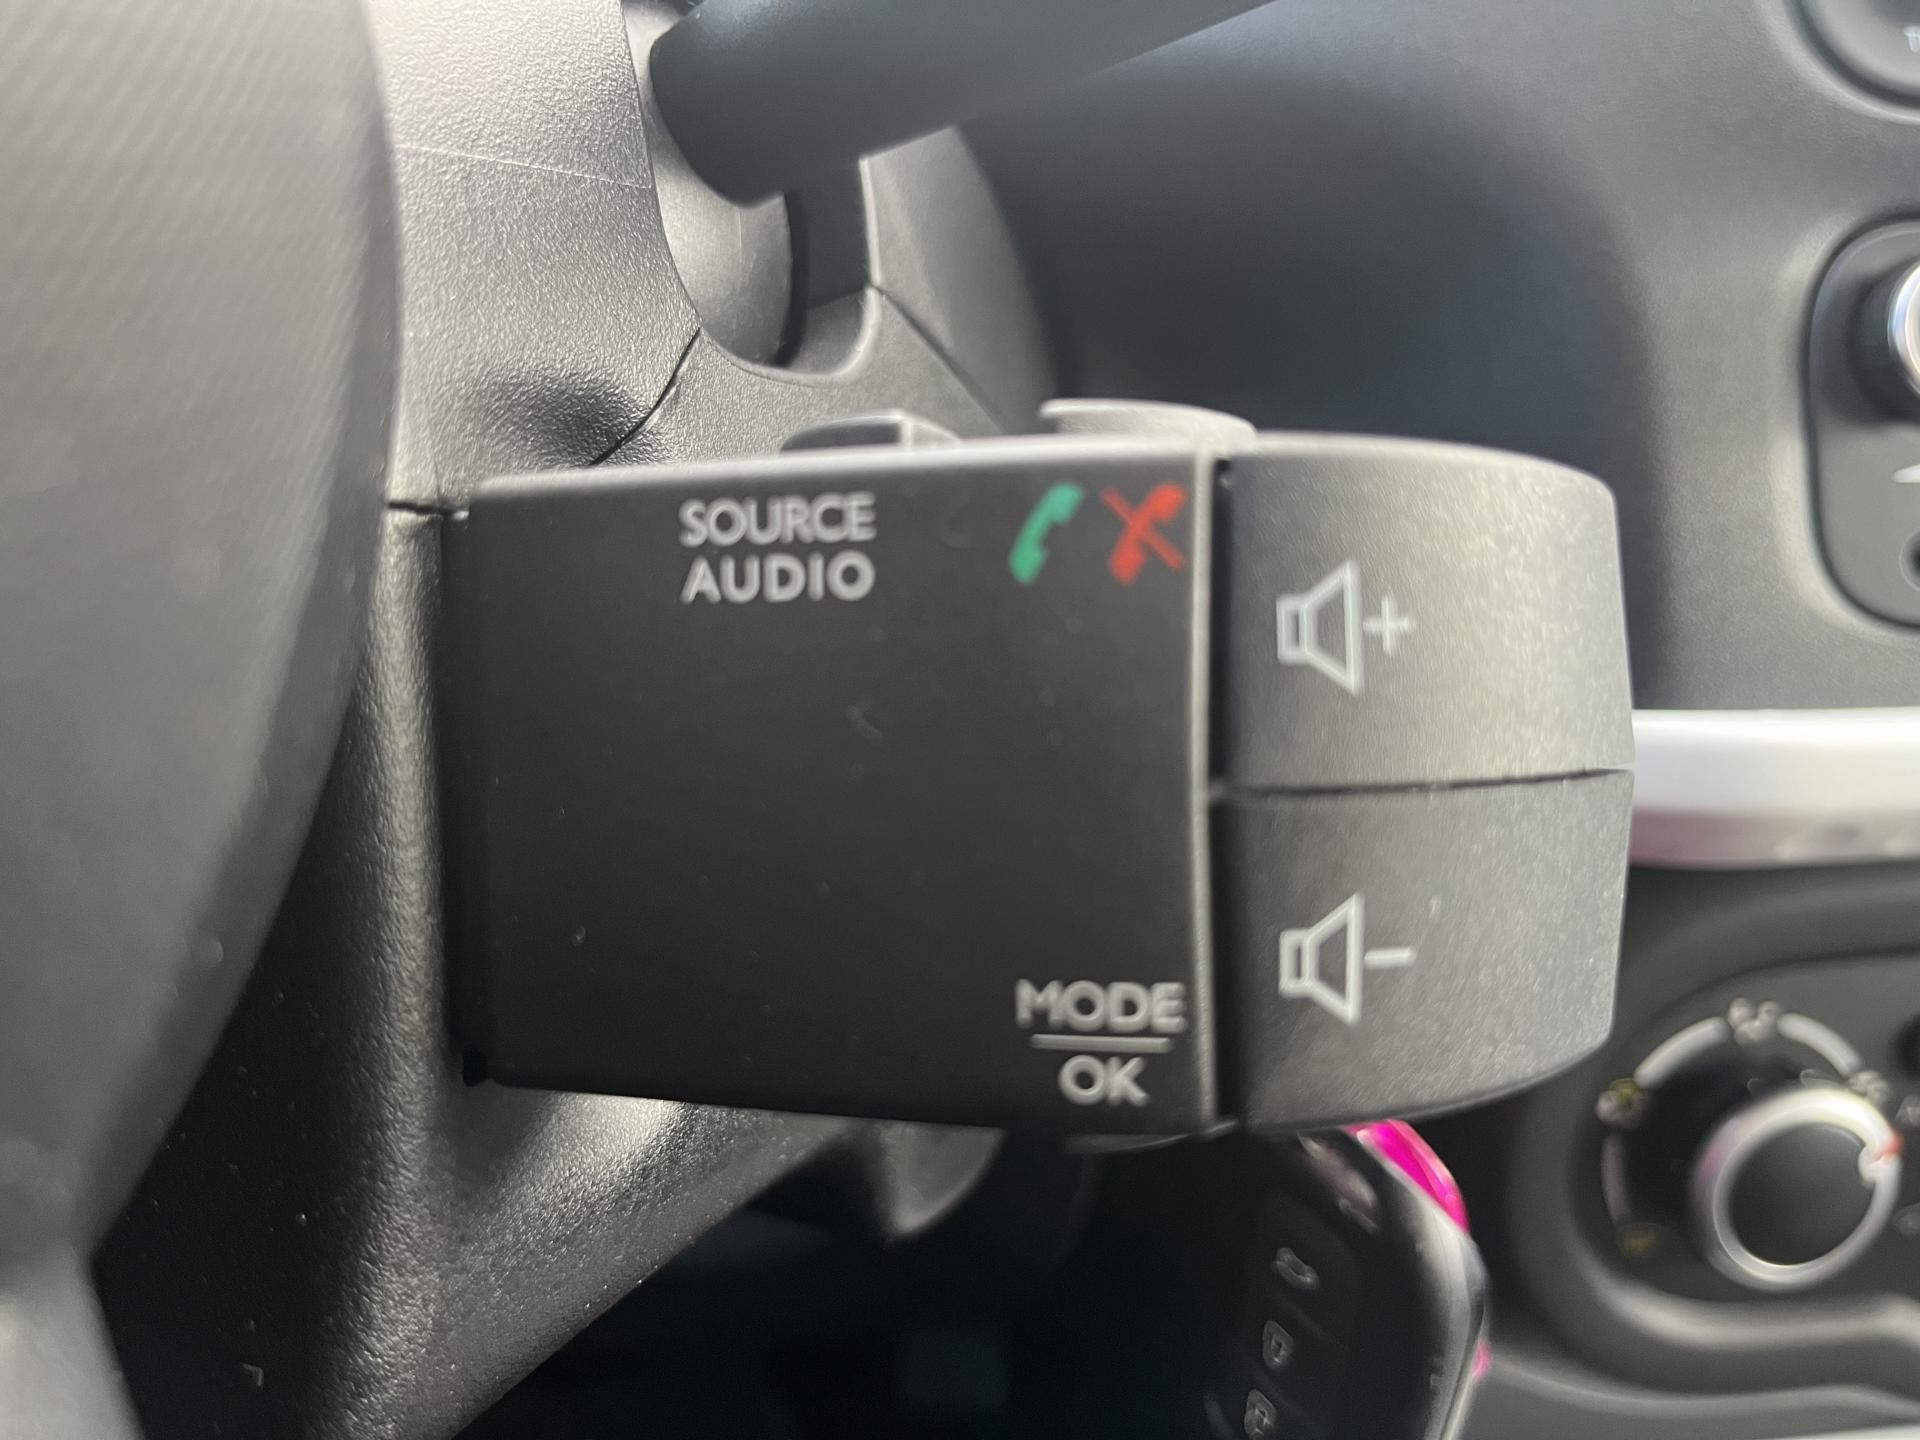 SOURCE
AUDIO
+
-
MODE
OK